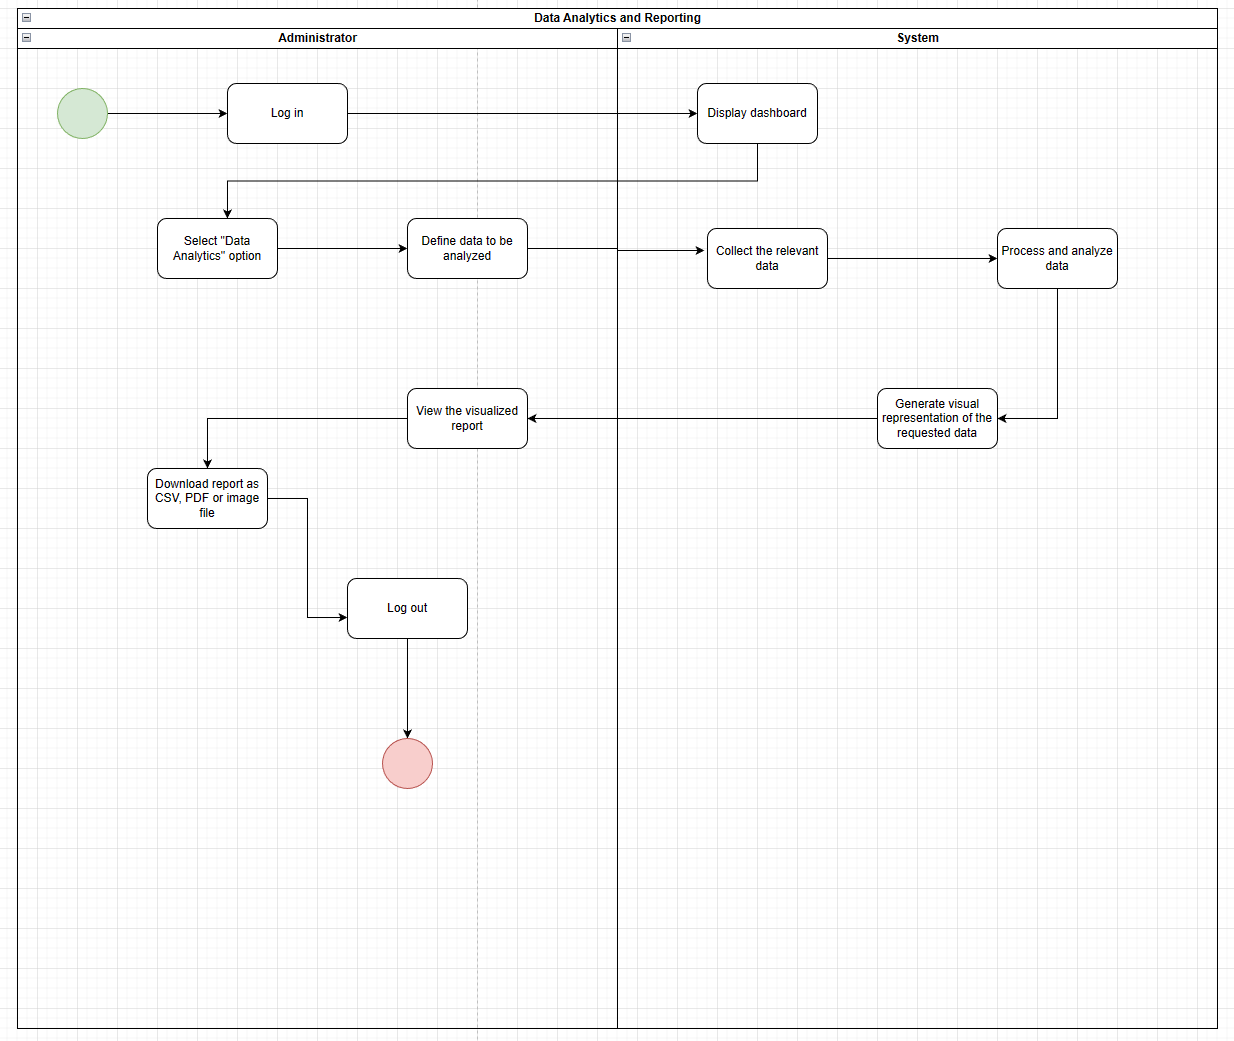 Data Analytics and Reporting
Administrator
System
Log in
Display dashboard
Select "Data
Analytics" option
Define data to be
analyzed
Collect the relevant
data
Process and analyze
data
Generate visual
representation of the
requested data
View the visualized
report
Download report as
CSV, PDF or image
file
Log out